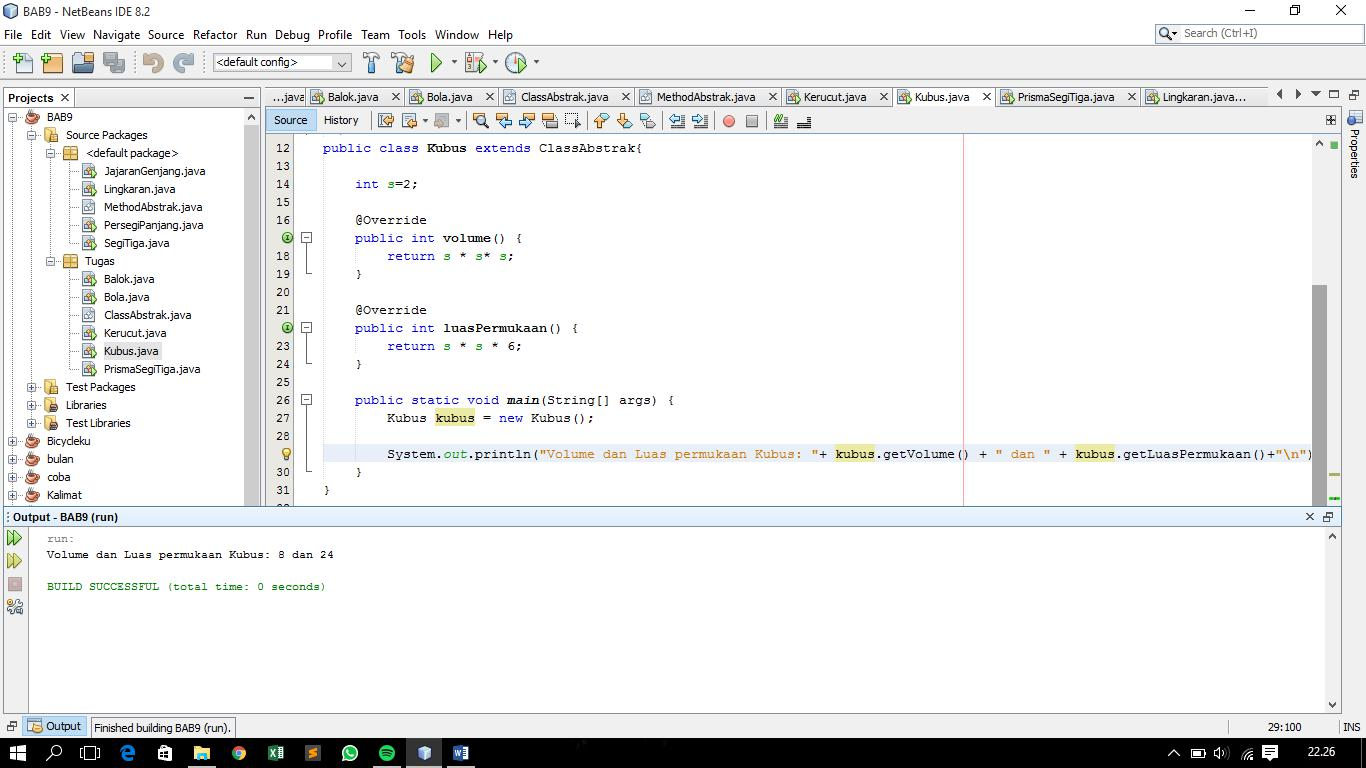 BAB9 - NetBeans IDE 8.2
File Edit View Navigate Source Refactor Run Debug Profile Team Tools Window Help
Search (Ctrl+I)
<default config>
Projects
...java Balok.java Bola.java ClassAbstrak.java MethodAbstrak.java Kerucut.java Kubus.java PrismaSegiTiga.java Lingkaran.java...
Source History
BAB9
Source Packages
<default package>
JajaranGenjang.java
Lingkaran.java
MethodAbstrak.java
PersegiPanjang.java
SegiTiga.java
Tugas
Balok.java
Bola.java
ClassAbstrak.java
Kerucut.java
Kubus.java
PrismaSegiTiga.java
Test Packages
Libraries
Test Libraries
Bicycleku
bulan
coba
Kalimat
12 public class Kubus extends ClassAbstrak{
13
14 int s=2;
15
16 @Override
public int volume() {
18 return s * s* s;
19 }
20
21 @Override
public int luasPermukaan() {
23 return s * s * 6;
24 }
25
26 public static void main(String[] args) {
27 Kubus kubus = new Kubus();
28
System.out.println("Volume dan Luas permukaan Kubus: "+ kubus.getVolume() + " dan " + kubus.getLuasPermukaan()+"\n")
30 }
31 }
Properties
Output - BAB9 (run)
run:
Volume dan Luas permukaan Kubus: 8 dan 24
BUILD SUCCESSFUL (total time: 0 seconds)
Output
Finished building BAB9 (run).
29:100 INS
22.26